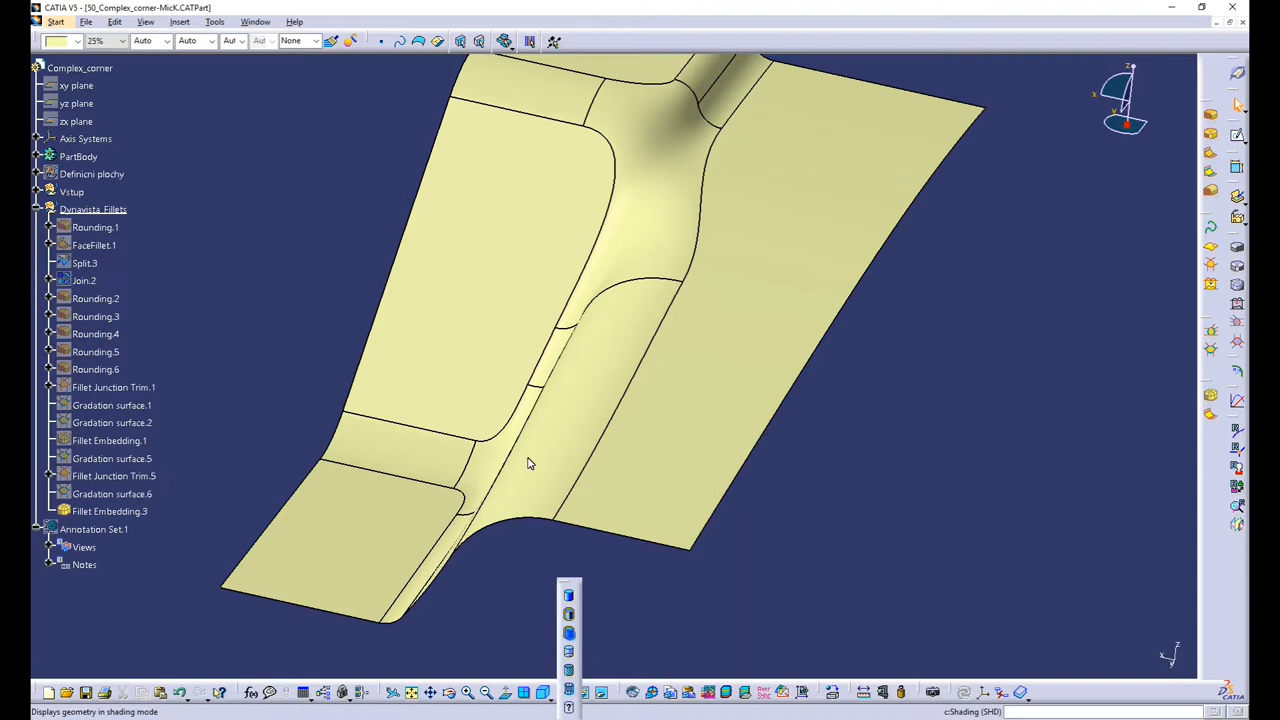 CATIA V5 - [50_Complex_corner-MicK.CATPart]
Start File Edit View Insert Tools Window Help
25% Auto Auto Aut Aut None
Complex_corner
xy plane
yz plane
zx plane
Axis Systems
PartBody
Definicni plochy
Vstup
Dynavista_Fillets
Rounding.1
FaceFillet.1
Split.3
Join.2
Rounding.2
Rounding.3
Rounding.4
Rounding.5
Rounding.6
Fillet Junction Trim.1
Gradation surface.1
Gradation surface.2
Fillet Embedding.1
Gradation surface.5
Fillet Junction Trim.5
Gradation surface.6
Fillet Embedding.3
Annotation Set.1
Views
Notes
z
x
y
z
x
y
Displays geometry in shading mode c:Shading (SHD)